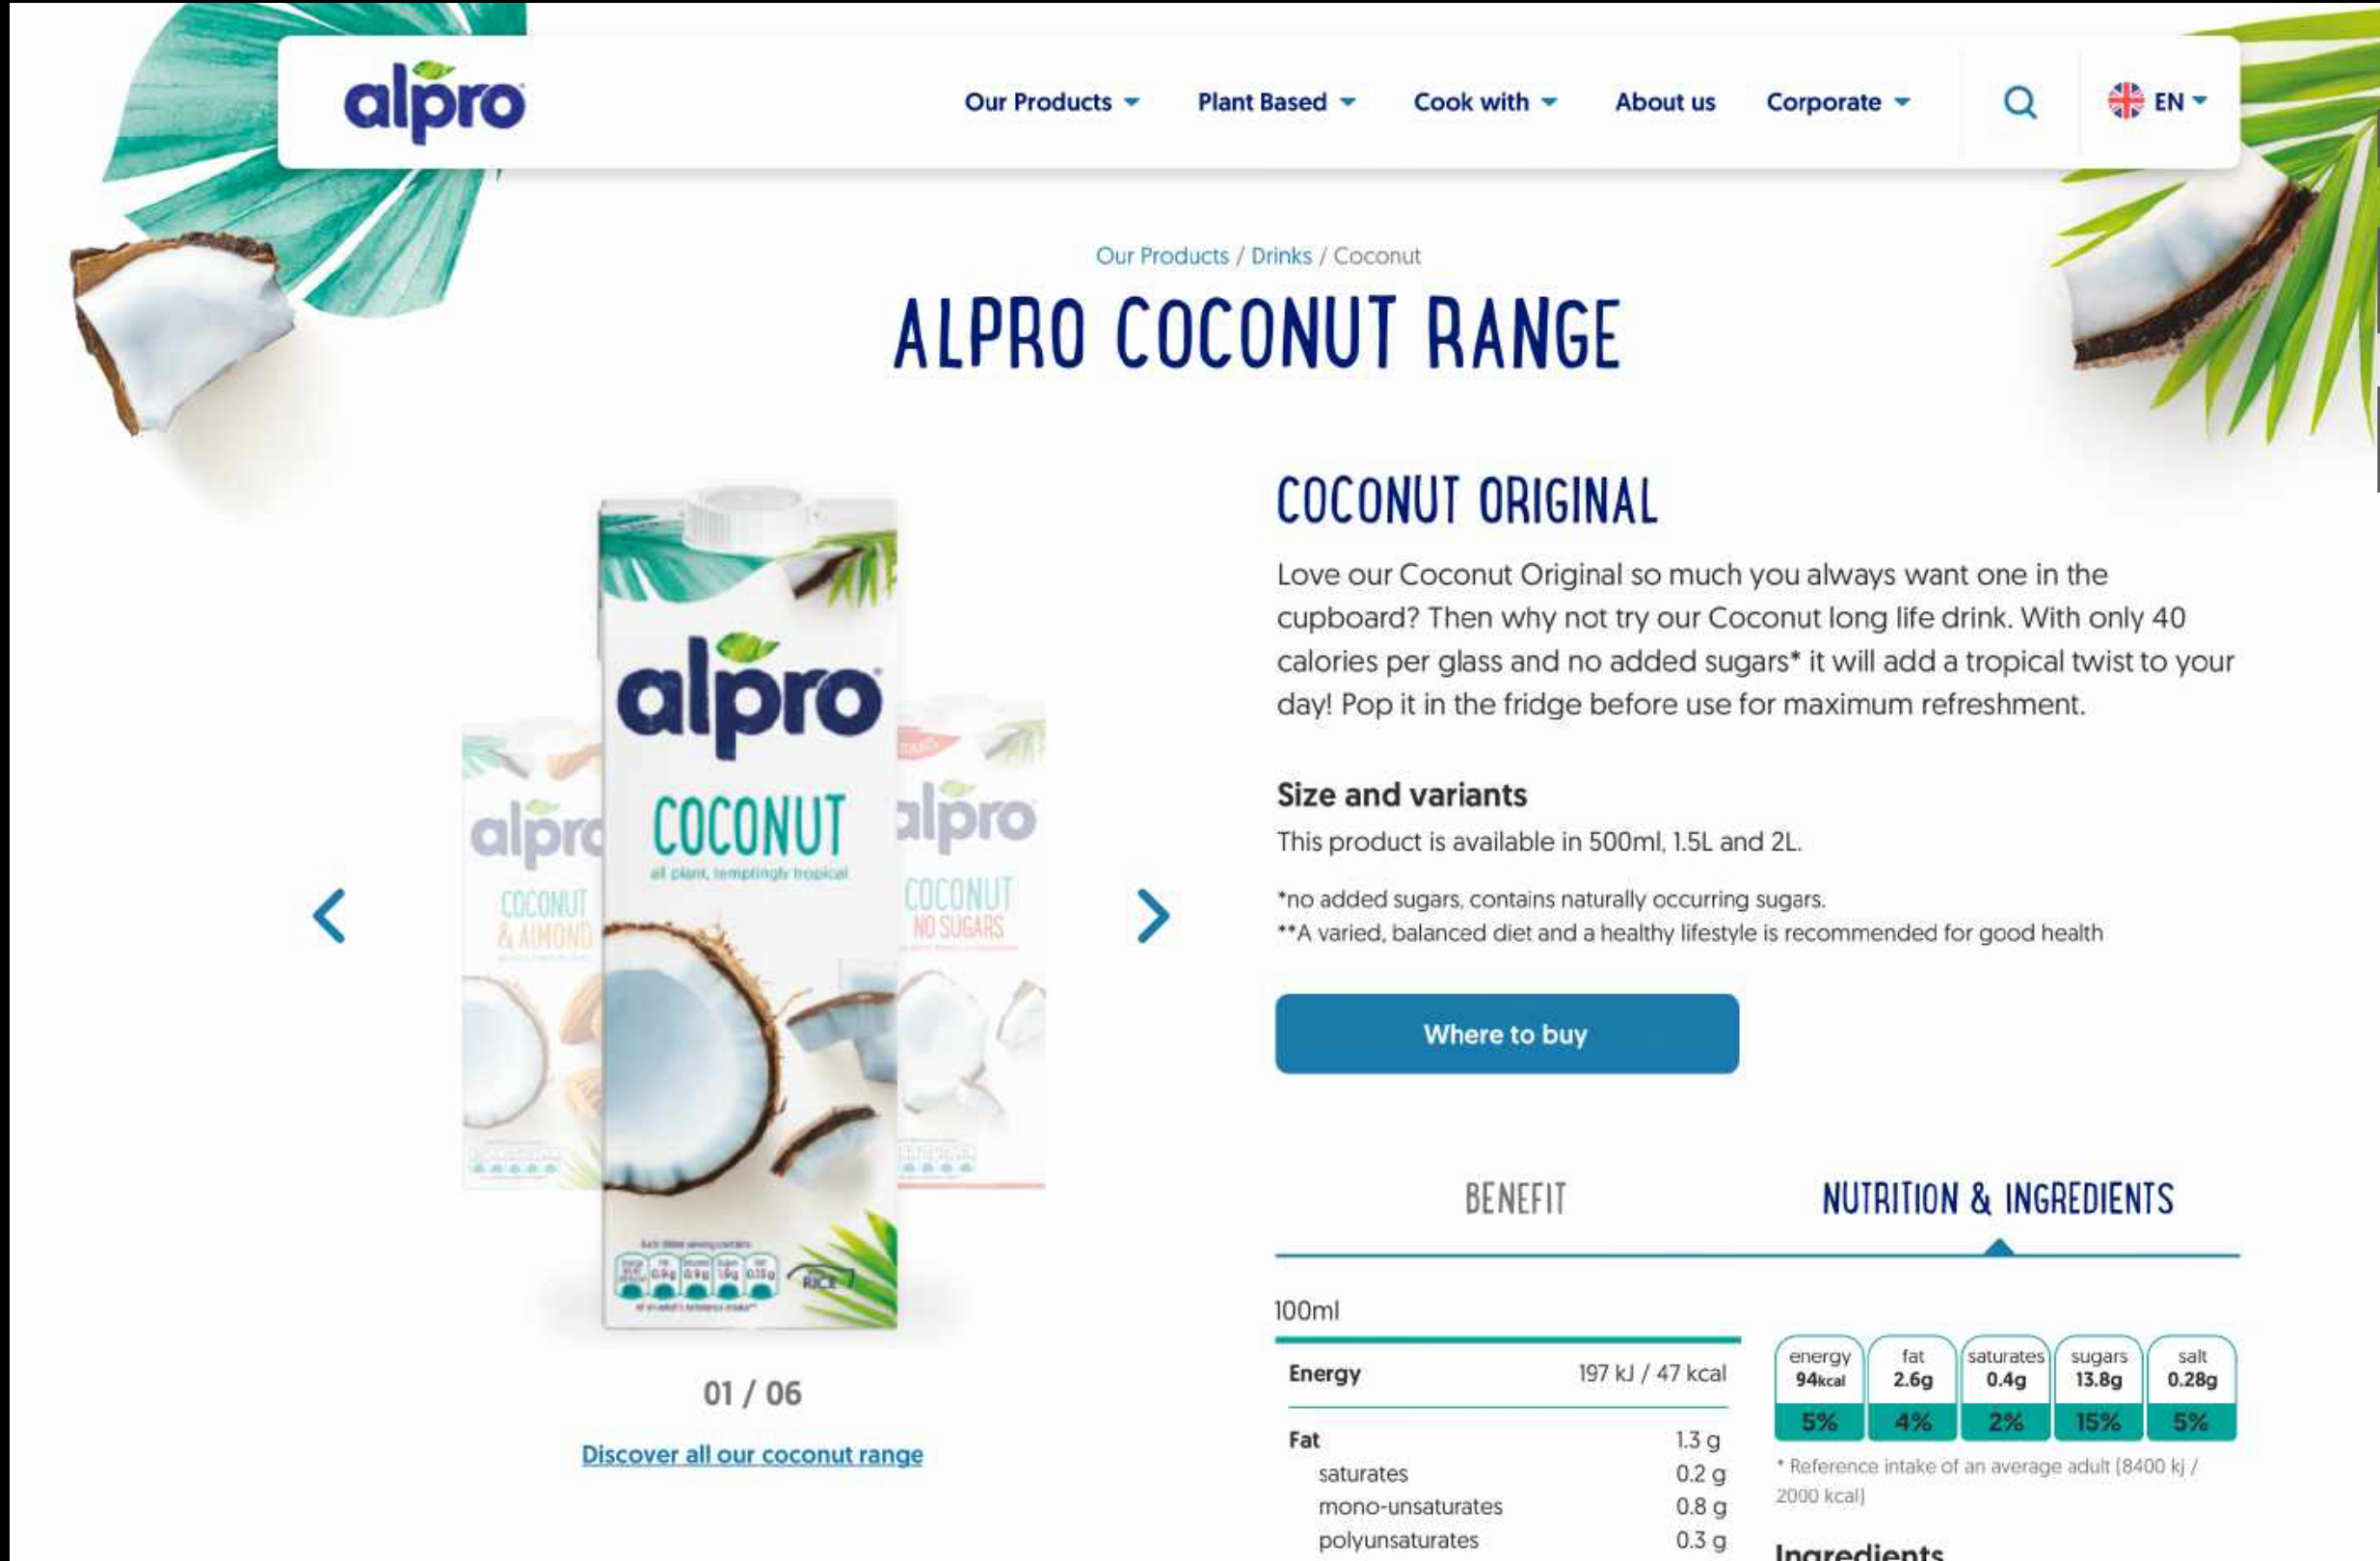 alpro
Our Products
Plant Based
Cook with
About us
Corporate
EN
Our Products / Drinks / Coconut
ALPRO COCONUT RANGE
alpro
COCONUT
all plant, temptingly tropical
0.9g 0.9g 1.9g 0.15g
RICE
alpro
COCONUT
& ALMOND
alpro
COCONUT
NO SUGARS
01 / 06
Discover all our coconut range
COCONUT ORIGINAL
Love our Coconut Original so much you always want one in the
cupboard? Then why not try our Coconut long life drink. With only 40
calories per glass and no added sugars* it will add a tropical twist to your
day! Pop it in the fridge before use for maximum refreshment.
Size and variants
This product is available in 500ml, 1.5L and 2L.
*no added sugars, contains naturally occurring sugars.
**A varied, balanced diet and a healthy lifestyle is recommended for good health
Where to buy
BENEFIT
NUTRITION & INGREDIENTS
100ml
Energy 197 kJ / 47 kcal
Fat 1.3 g
saturates 0.2 g
mono-unsaturates 0.8 g
polyunsaturates 0.3 g
energy fat saturates sugars salt
94kcal 2.6g 0.4g 13.8g 0.28g
5% 4% 2% 15% 5%
* Reference intake of an average adult (8400 kj /
2000 kcal)
Ingredients